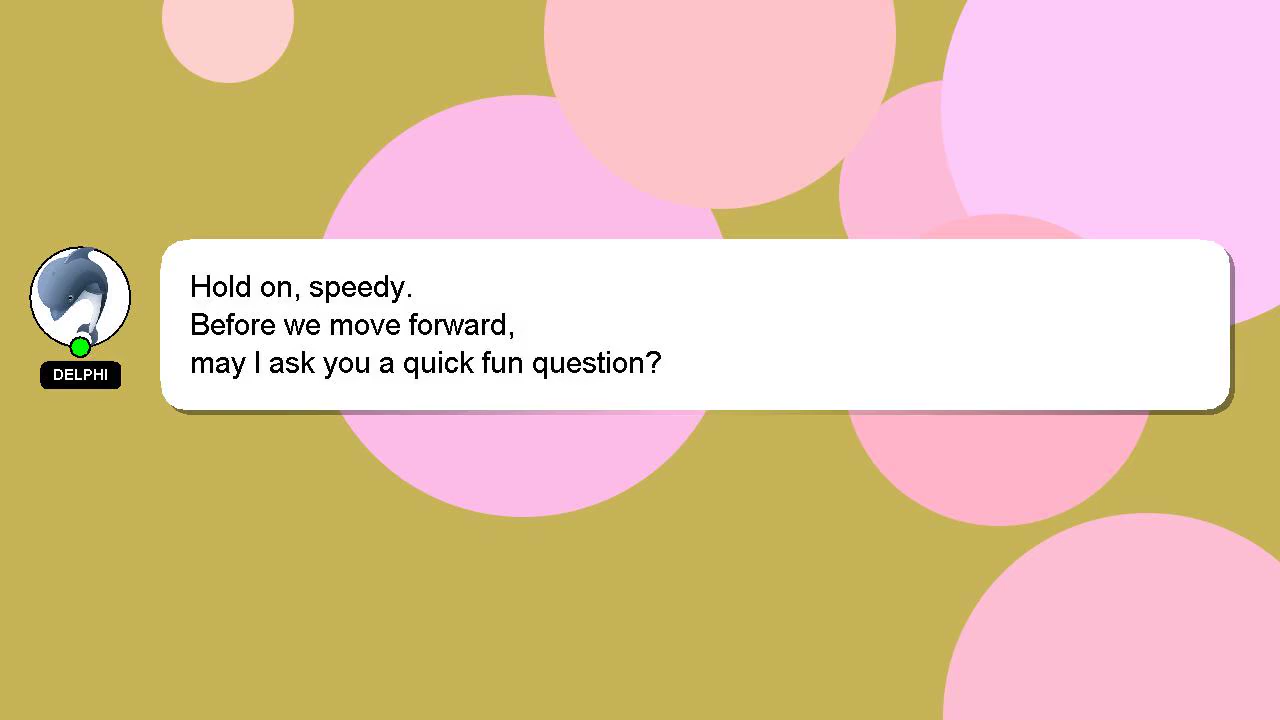 Hold on, speedy.
Before we move forward,
may I ask you a quick fun question?
DELPHI